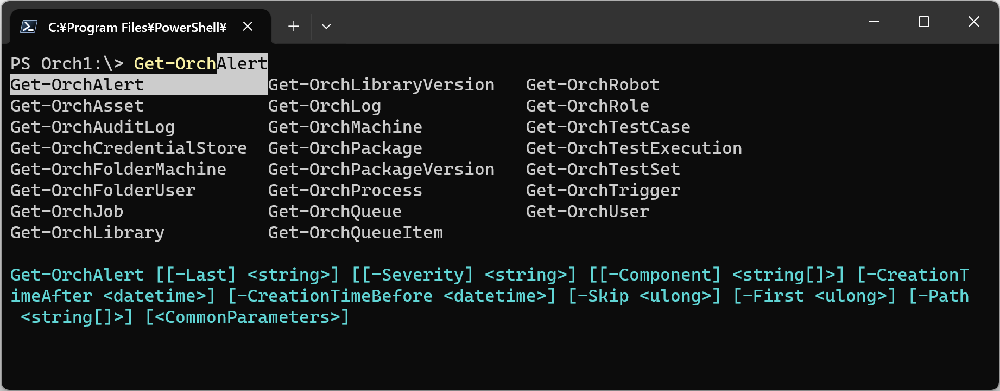 C:¥Program Files¥PowerShell¥
PS Orch1:\> Get-OrchAlert
Get-OrchAlert Get-OrchLibraryVersion Get-OrchRobot
Get-OrchAsset Get-OrchLog Get-OrchRole
Get-OrchAuditLog Get-OrchMachine Get-OrchTestCase
Get-OrchCredentialStore Get-OrchPackage Get-OrchTestExecution
Get-OrchFolderMachine Get-OrchPackageVersion Get-OrchTestSet
Get-OrchFolderUser Get-OrchProcess Get-OrchTrigger
Get-OrchJob Get-OrchQueue Get-OrchUser
Get-OrchLibrary Get-OrchQueueItem
Get-OrchAlert [[-Last] <string>] [[-Severity] <string>] [[-Component] <string[]>] [-CreationT
imeAfter <datetime>] [-CreationTimeBefore <datetime>] [-Skip <ulong>] [-First <ulong>] [-Path
<string[]>] [<CommonParameters>]